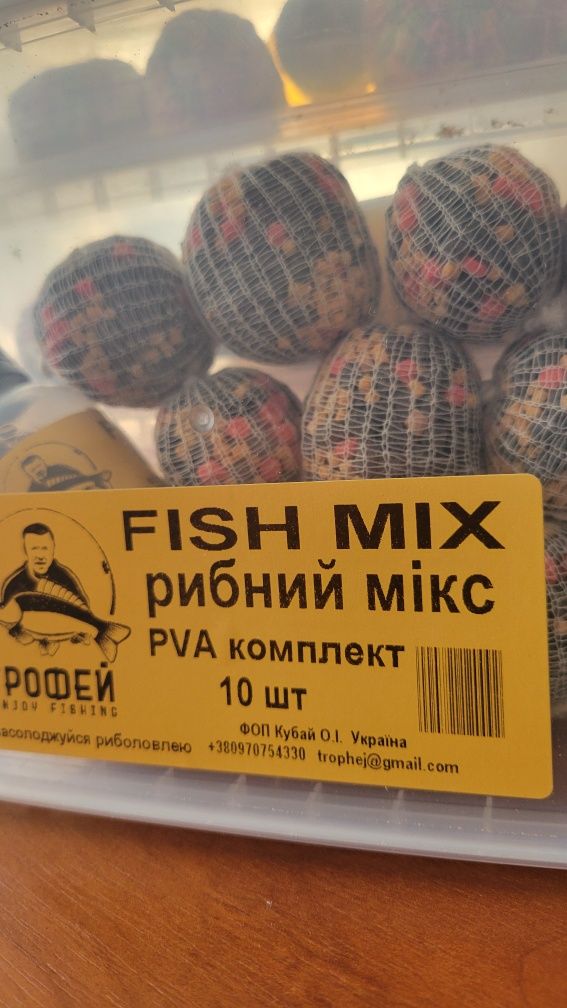 FISH MIX
рибний мікс
PVA комплект
10 шт
РОФЕЙ
NJOY FISHING
ФОП Кубай О.І. Україна
асолоджуйся риболовлею +380970754330 trophej@gmail.com